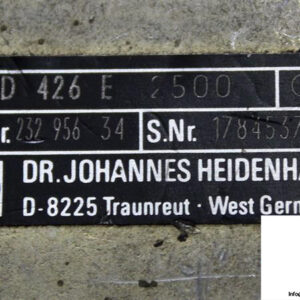 D 426 E 2500
r. 232 956 34 S.Nr. 1784537
DR. JOHANNES HEIDENHA
D-8225 Traunreut · West Germ